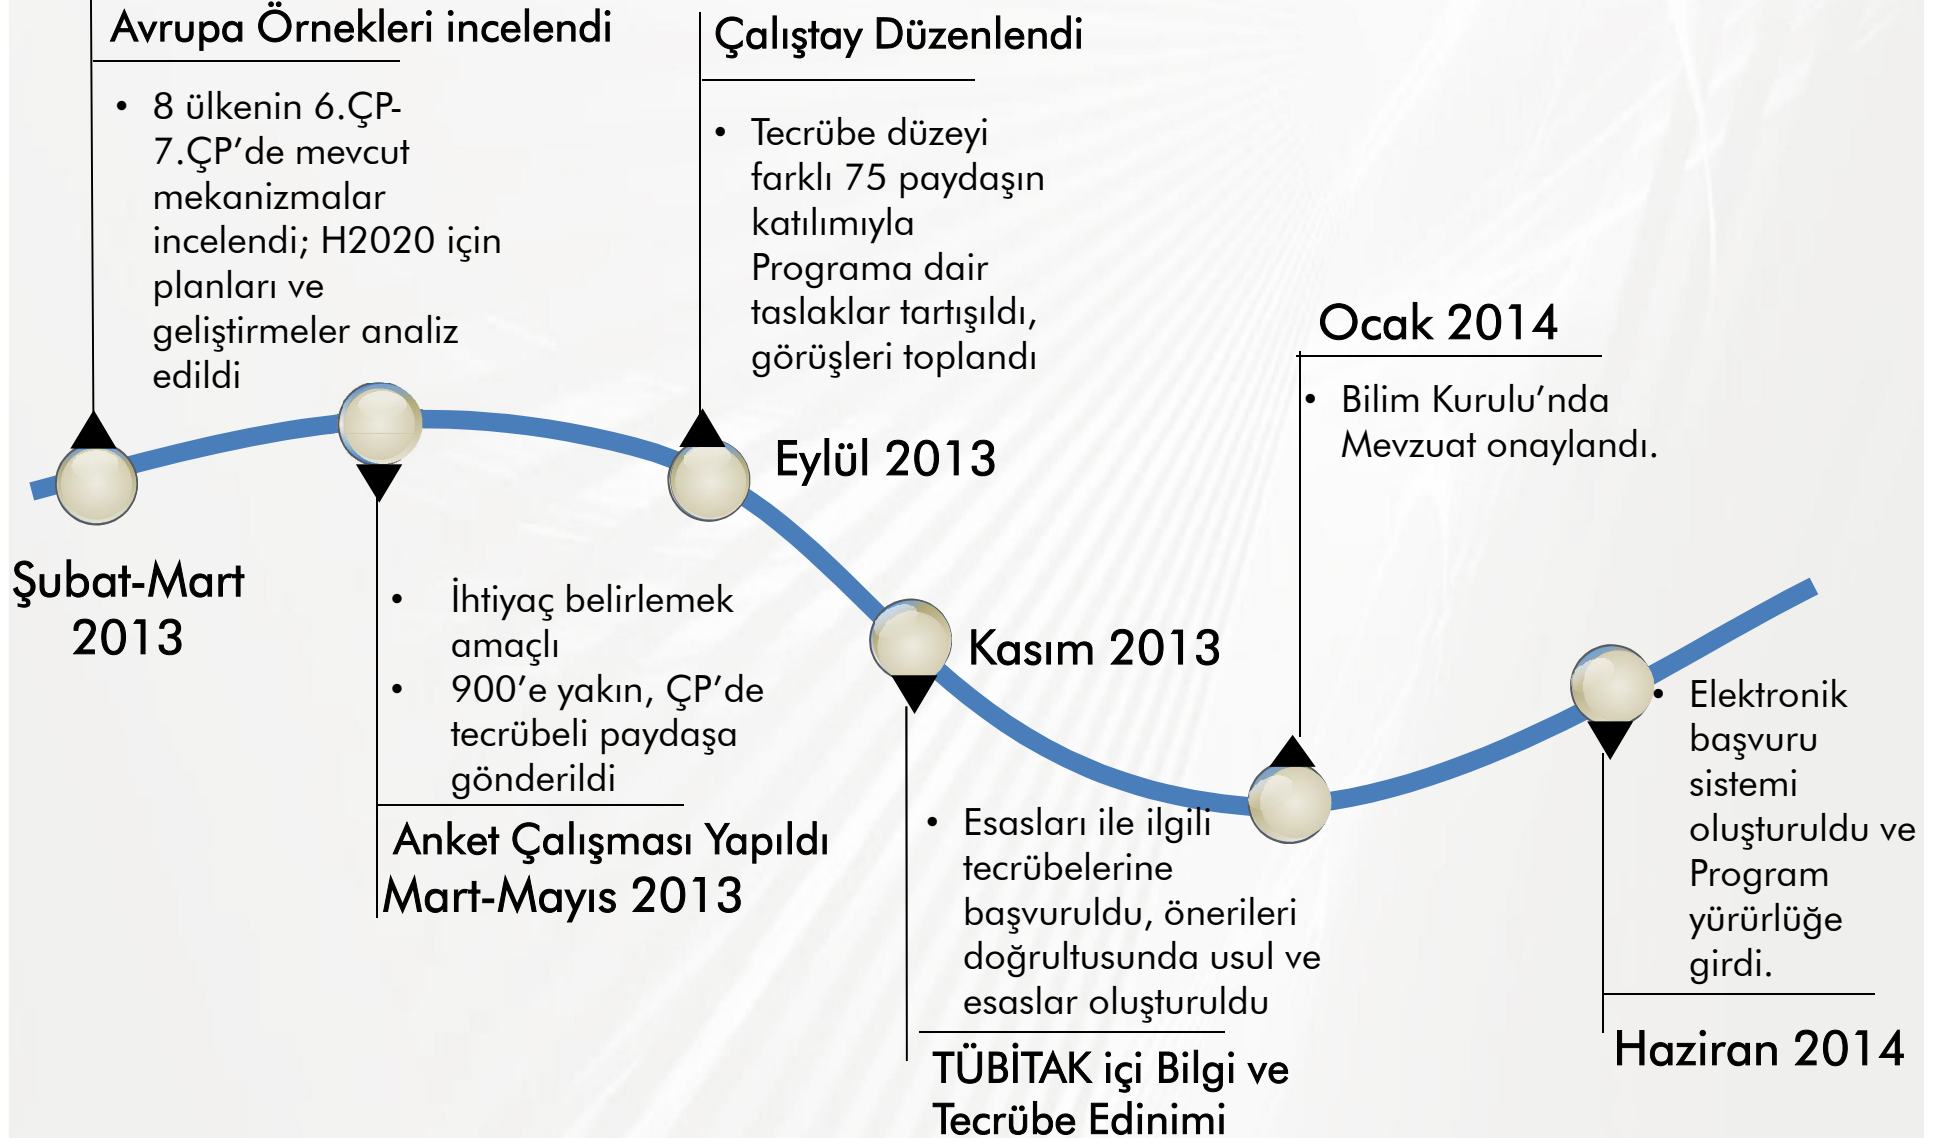 Avrupa Örnekleri incelendi
• 8 ülkenin 6.ÇP-
7.ÇP’de mevcut
mekanizmalar
incelendi; H2020 için
planları ve
geliştirmeler analiz
edildi
Şubat-Mart
2013
• İhtiyaç belirlemek
amaçlı
• 900’e yakın, ÇP’de
tecrübeli paydaşa
gönderildi
Anket Çalışması Yapıldı
Mart-Mayıs 2013
Çalıştay Düzenlendi
• Tecrübe düzeyi
farklı 75 paydaşın
katılımıyla
Programa dair
taslaklar tartışıldı,
görüşleri toplandı
Eylül 2013
Kasım 2013
• Esasları ile ilgili
tecrübelerine
başvuruldu, önerileri
doğrultusunda usul ve
esaslar oluşturuldu
TÜBİTAK içi Bilgi ve
Tecrübe Edinimi
Ocak 2014
• Bilim Kurulu’nda
Mevzuat onaylandı.
• Elektronik
başvuru
sistemi
oluşturuldu ve
Program
yürürlüğe
girdi.
Haziran 2014